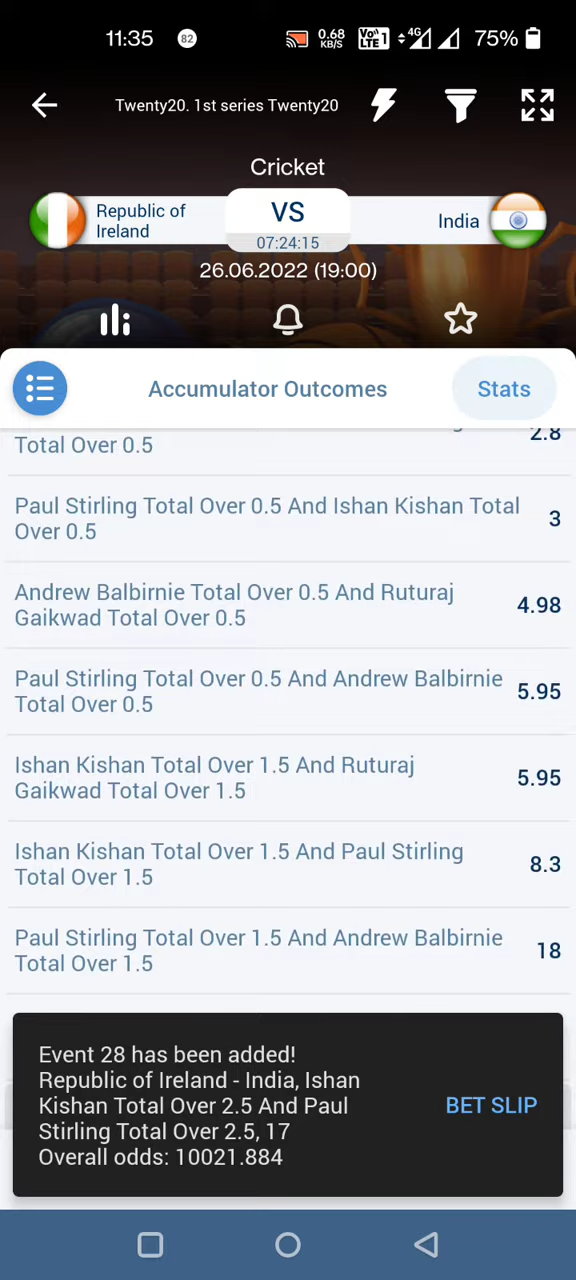 11:35
82
0.68
KB/S
Vo
LTE 1
4G
75%
Twenty20. 1st series Twenty20
Cricket
Republic of
Ireland
VS
India
07:24:15
26.06.2022 (19:00)
Accumulator Outcomes
Stats
2.8
Total Over 0.5
Paul Stirling Total Over 0.5 And Ishan Kishan Total
Over 0.5
3
Andrew Balbirnie Total Over 0.5 And Ruturaj
Gaikwad Total Over 0.5
4.98
Paul Stirling Total Over 0.5 And Andrew Balbirnie
Total Over 0.5
5.95
Ishan Kishan Total Over 1.5 And Ruturaj
Gaikwad Total Over 1.5
5.95
Ishan Kishan Total Over 1.5 And Paul Stirling
Total Over 1.5
8.3
Paul Stirling Total Over 1.5 And Andrew Balbirnie
Total Over 1.5
18
Event 28 has been added!
Republic of Ireland - India, Ishan
Kishan Total Over 2.5 And Paul
Stirling Total Over 2.5, 17
Overall odds: 10021.884
BET SLIP